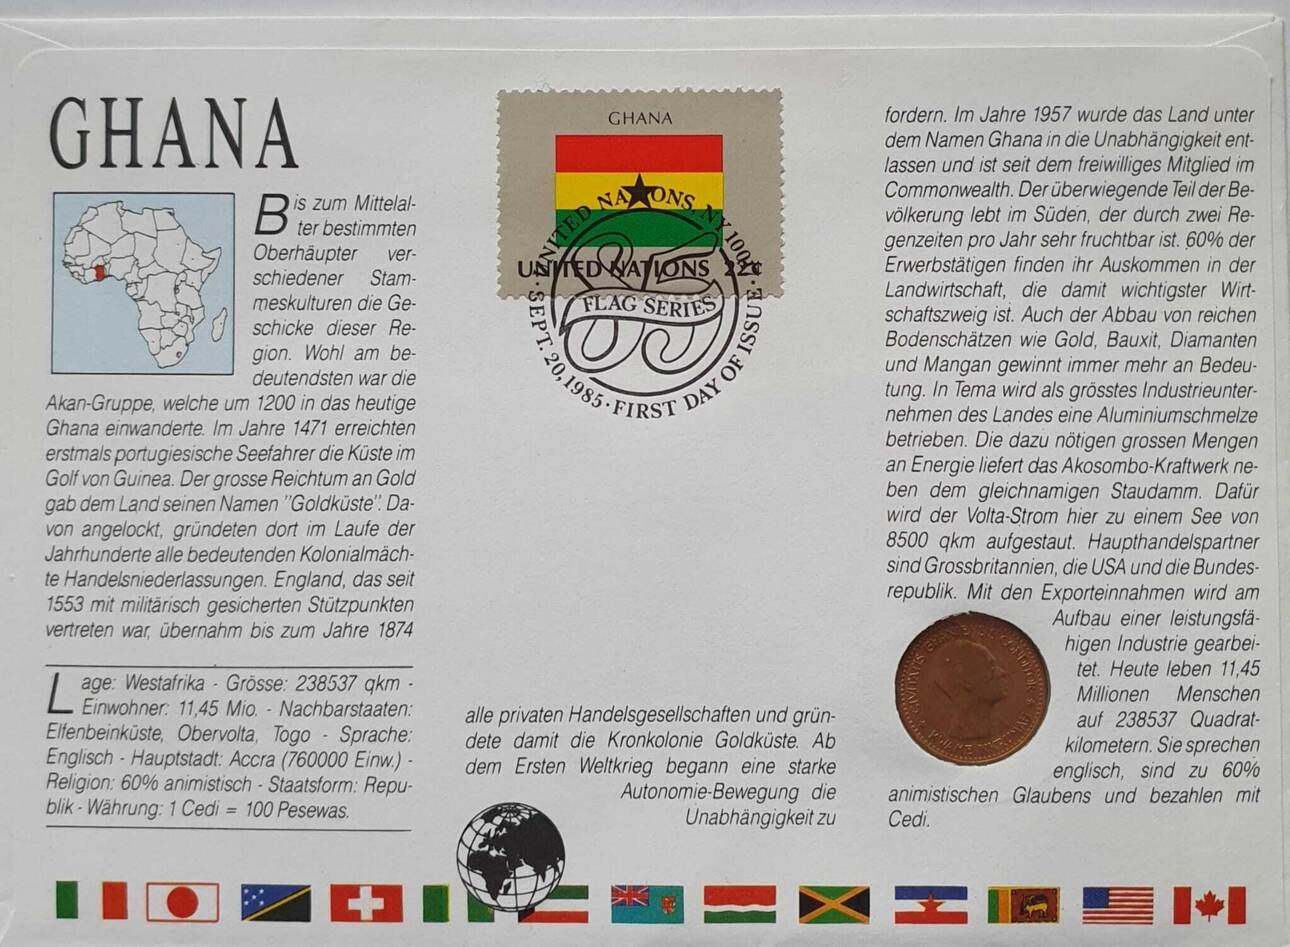 GHANA
Bis zum Mittelal-
ter bestimmten
Oberhäupter ver-
schiedener Stam-
meskulturen die Ge-
schicke dieser Re-
gion. Wohl am be-
deutendsten war die
Akan-Gruppe, welche um 1200 in das heutige
Ghana einwanderte. Im Jahre 1471 erreichten
erstmals portugiesische Seefahrer die Küste im
Golf von Guinea. Der grosse Reichtum an Gold
gab dem Land seinen Namen "Goldküste". Da-
von angelockt, gründeten dort im Laufe der
Jahrhunderte alle bedeutenden Kolonialmäch-
te Handelsniederlassungen. England, das seit
1553 mit militärisch gesicherten Stützpunkten
vertreten war, übernahm bis zum Jahre 1874
Lage: Westafrika - Grösse: 238537 qkm -
Einwohner: 11,45 Mio. - Nachbarstaaten:
Elfenbeinküste, Obervolta, Togo - Sprache:
Englisch - Hauptstadt: Accra (760000 Einw.) -
Religion: 60% animistisch - Staatsform: Repu-
blik - Währung: 1 Cedi = 100 Pesewas.
GHANA
UNITED NATIONS 22¢
UNITED NATIONS, NY 100
FLAG SERIES
85
SEPT. 20, 1985 · FIRST DAY OF ISSUE ·
alle privaten Handelsgesellschaften und grün-
dete damit die Kronkolonie Goldküste. Ab
dem Ersten Weltkrieg begann eine starke
Autonomie-Bewegung die
Unabhängigkeit zu
fordern. Im Jahre 1957 wurde das Land unter
dem Namen Ghana in die Unabhängigkeit ent-
lassen und ist seit dem freiwilliges Mitglied im
Commonwealth. Der überwiegende Teil der Be-
völkerung lebt im Süden, der durch zwei Re-
genzeiten pro Jahr sehr fruchtbar ist. 60% der
Erwerbstätigen finden ihr Auskommen in der
Landwirtschaft, die damit wichtigster Wirt-
schaftszweig ist. Auch der Abbau von reichen
Bodenschätzen wie Gold, Bauxit, Diamanten
und Mangan gewinnt immer mehr an Bedeu-
tung. In Tema wird als grösstes Industrieunter-
nehmen des Landes eine Aluminiumschmelze
betrieben. Die dazu nötigen grossen Mengen
an Energie liefert das Akosombo-Kraftwerk ne-
ben dem gleichnamigen Staudamm. Dafür
wird der Volta-Strom hier zu einem See von
8500 qkm aufgestaut. Haupthandelspartner
sind Grossbritannien, die USA und die Bundes-
republik. Mit den Exporteinnahmen wird am
Aufbau einer leistungsfä-
higen Industrie gearbei-
tet. Heute leben 11,45
Millionen Menschen
auf 238537 Quadrat-
kilometern. Sie sprechen
englisch, sind zu 60%
animistischen Glaubens und bezahlen mit
Cedi.
CIVITATIS GHANIENSIS CONDITOR
KWAME NKRUMAH